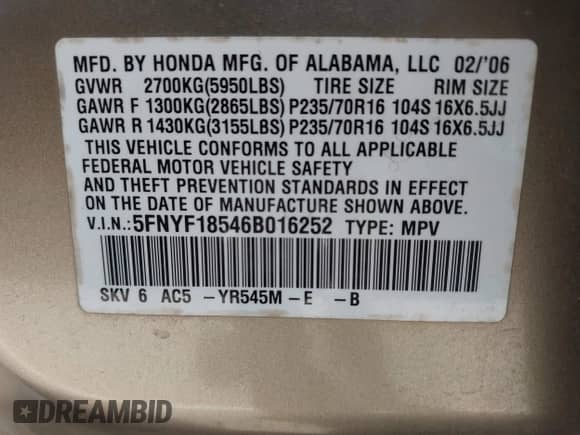 MFD. BY HONDA MFG. OF ALABAMA, LLC 02/'06
GVWR 2700KG(5950LBS) TIRE SIZE RIM SIZE
GAWR F 1300KG(2865LBS) P235/70R16 104S 16X6.5JJ
GAWR R 1430KG(3155LBS) P235/70R16 104S 16X6.5JJ
THIS VEHICLE CONFORMS TO ALL APPLICABLE
FEDERAL MOTOR VEHICLE SAFETY
AND THEFT PREVENTION STANDARDS IN EFFECT
ON THE DATE OF MANUFACTURE SHOWN ABOVE.
V.I.N.:5FNYF18546B016252 TYPE: MPV
SKV 6 AC5 -YR545M-E -B
DREAMBID